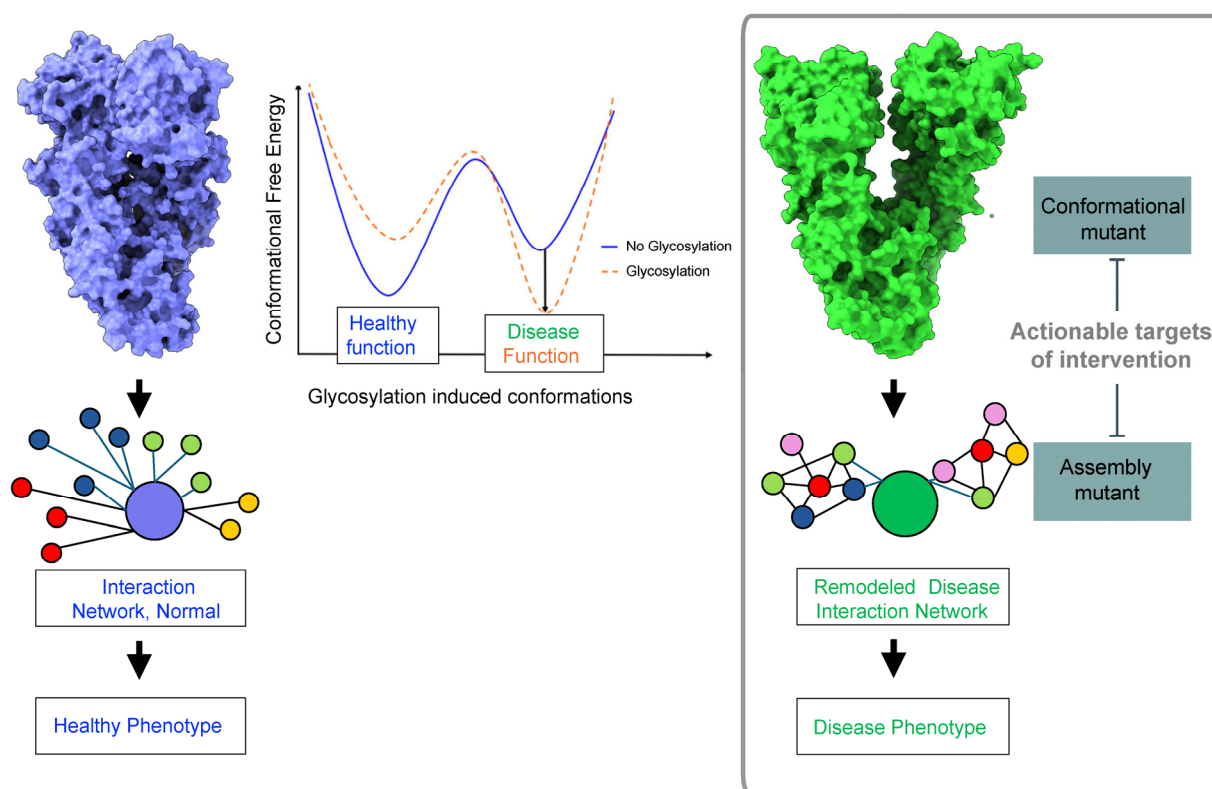 Conformational Free Energy
No Glycosylation
Glycosylation
Healthy
function
Disease
Function
Glycosylation induced conformations
Interaction
Network, Normal
Healthy Phenotype
Conformational
mutant
Actionable targets
of intervention
Assembly
mutant
Remodeled Disease
Interaction Network
Disease Phenotype